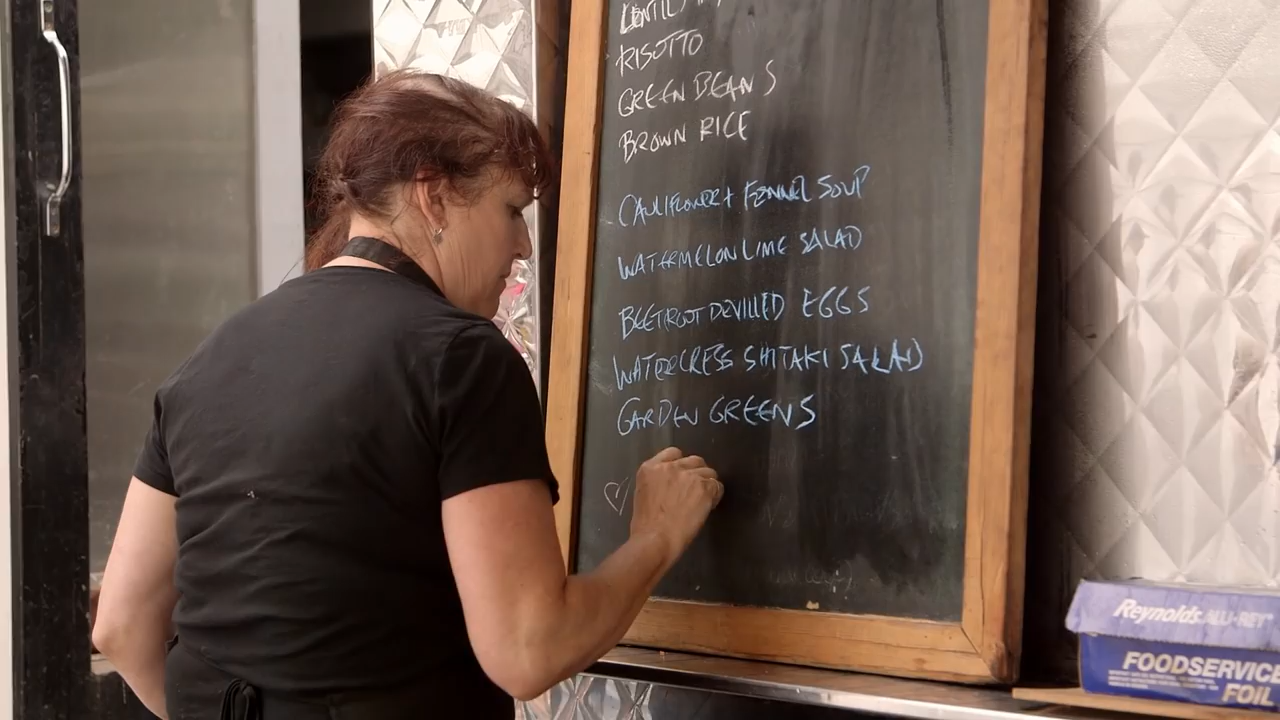 LENTIL
RISOTTO
GREEN BEANS
BROWN RICE
CAULIFLOWER + FENNEL SOUP
WATERMELON LIME SALAD
BEETROOT DEVILLED EGGS
WATERCRESS SHITAKI SALAD
GARDEN GREENS
Reynolds ALU-REY
FOODSERVICE
FOIL